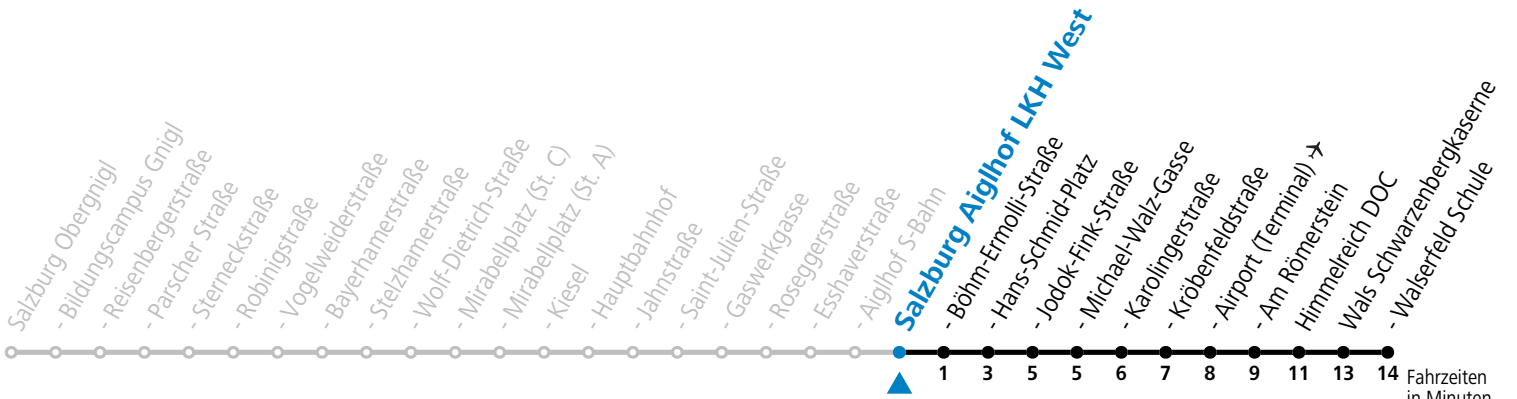 Salzburg Obergnigl
- Bildungscampus Gnigl
- Reisenbergerstraße
- Parscher Straße
- Sterneckstraße
- Robinigstraße
- Vogelweiderstraße
- Bayerhamerstraße
- Stelzhamerstraße
- Wolf-Dietrich-Straße
- Mirabellplatz (St. C)
- Mirabellplatz (St. A)
- Kiesel
- Hauptbahnhof
- Jahnstraße
- Saint-Julien-Straße
- Gaswerkgasse
- Roseggerstraße
- Esshaverstraße
- Aiglhof S-Bahn
Salzburg Aiglhof LKH West
- Böhm-Ermolli-Straße
- Hans-Schmid-Platz
- Jodok-Fink-Straße
- Michael-Walz-Gasse
- Karolingerstraße
- Kröbenfeldstraße
- Airport (Terminal) ✈
- Am Römerstein
Himmelreich DOC
Wals Schwarzenbergkaserne
- Walserfeld Schule
1 3 5 5 6 7 8 9 11 13 14 Fahrzeiten
in Minuten